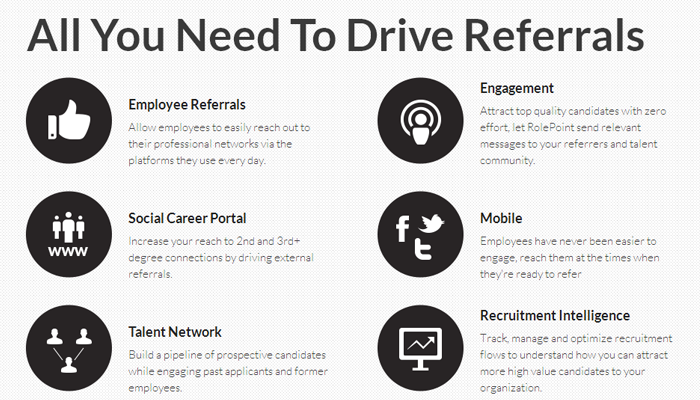 All You Need To Drive Referrals
Employee Referrals
Allow employees to easily reach out to
their professional networks via the
platforms they use every day.
Engagement
Attract top quality candidates with zero
effort, let RolePoint send relevant
messages to your referrers and talent
community.
www
Social Career Portal
Increase your reach to 2nd and 3rd+
degree connections by driving external
referrals.
f
t
Mobile
Employees have never been easier to
engage, reach them at the times when
they're ready to refer
Talent Network
Build a pipeline of prospective candidates
while engaging past applicants and former
employees.
Recruitment Intelligence
Track, manage and optimize recruitment
flows to understand how you can attract
more high value candidates to your
organization.